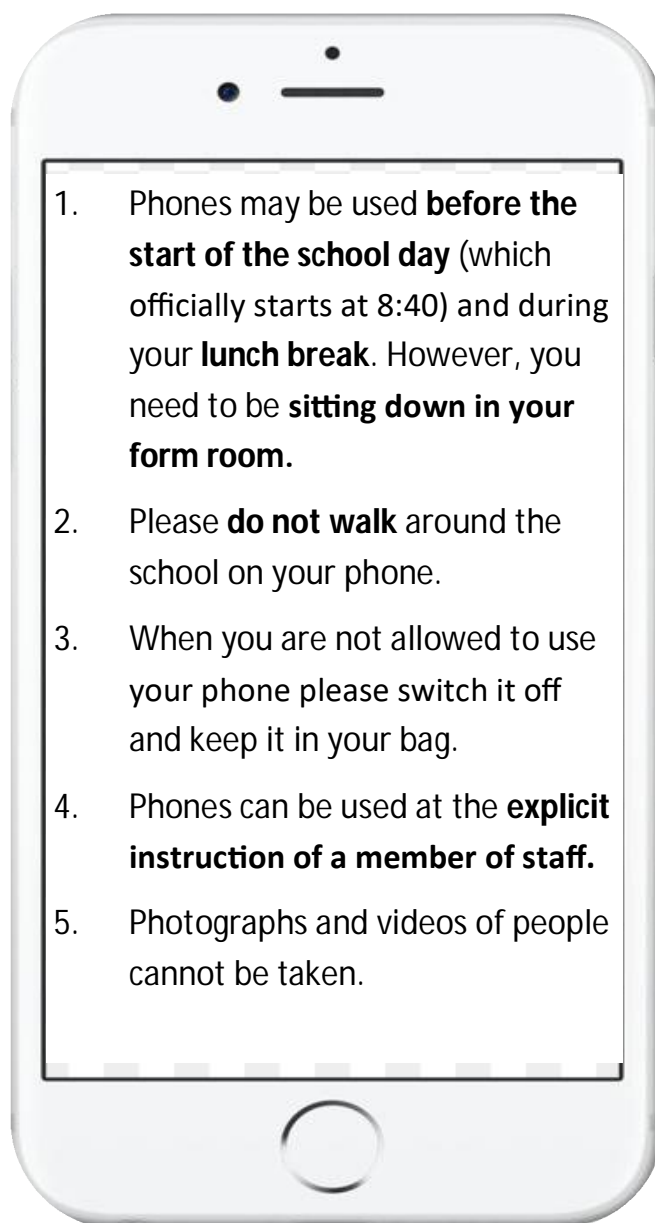 1. Phones may be used before the
start of the school day (which
officially starts at 8:40) and during
your lunch break. However, you
need to be sitting down in your
form room.
2. Please do not walk around the
school on your phone.
3. When you are not allowed to use
your phone please switch it off
and keep it in your bag.
4. Phones can be used at the explicit
instruction of a member of staff.
5. Photographs and videos of people
cannot be taken.